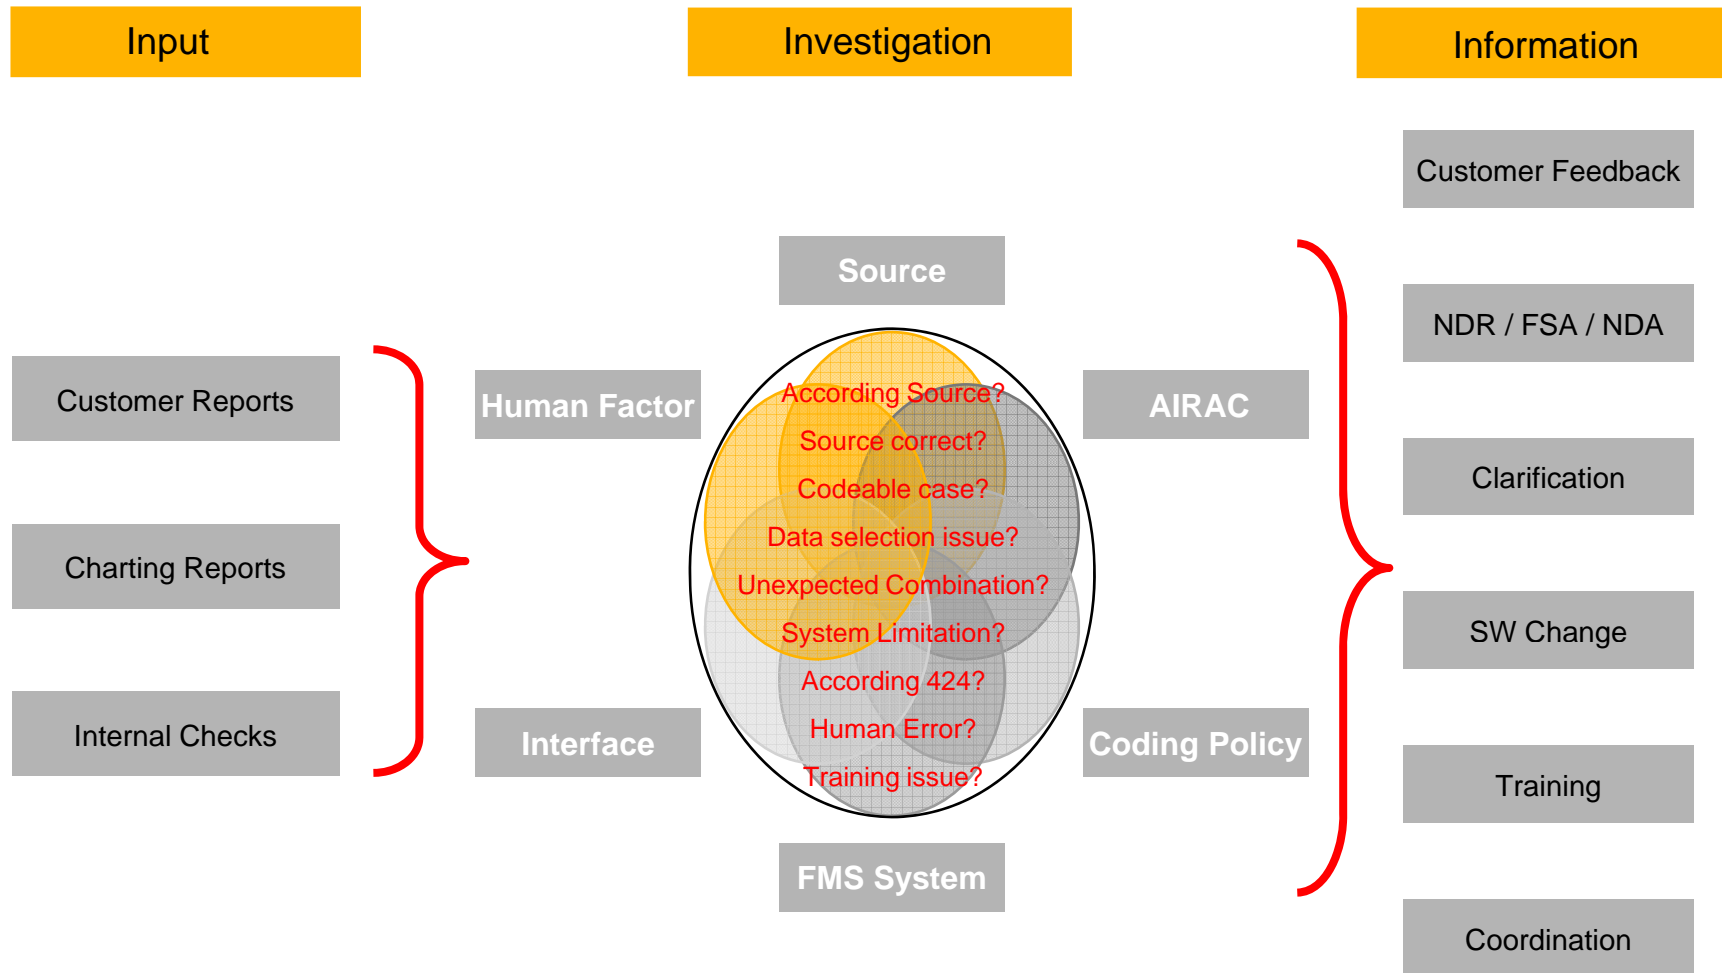 Input
Investigation
Information
Customer Reports
Charting Reports
Internal Checks
Source
Human Factor
AIRAC
According Source?
Source correct?
Codeable case?
Data selection issue?
Unexpected Combination?
System Limitation?
According 424?
Human Error?
Training issue?
Interface
Coding Policy
FMS System
Customer Feedback
NDR / FSA / NDA
Clarification
SW Change
Training
Coordination